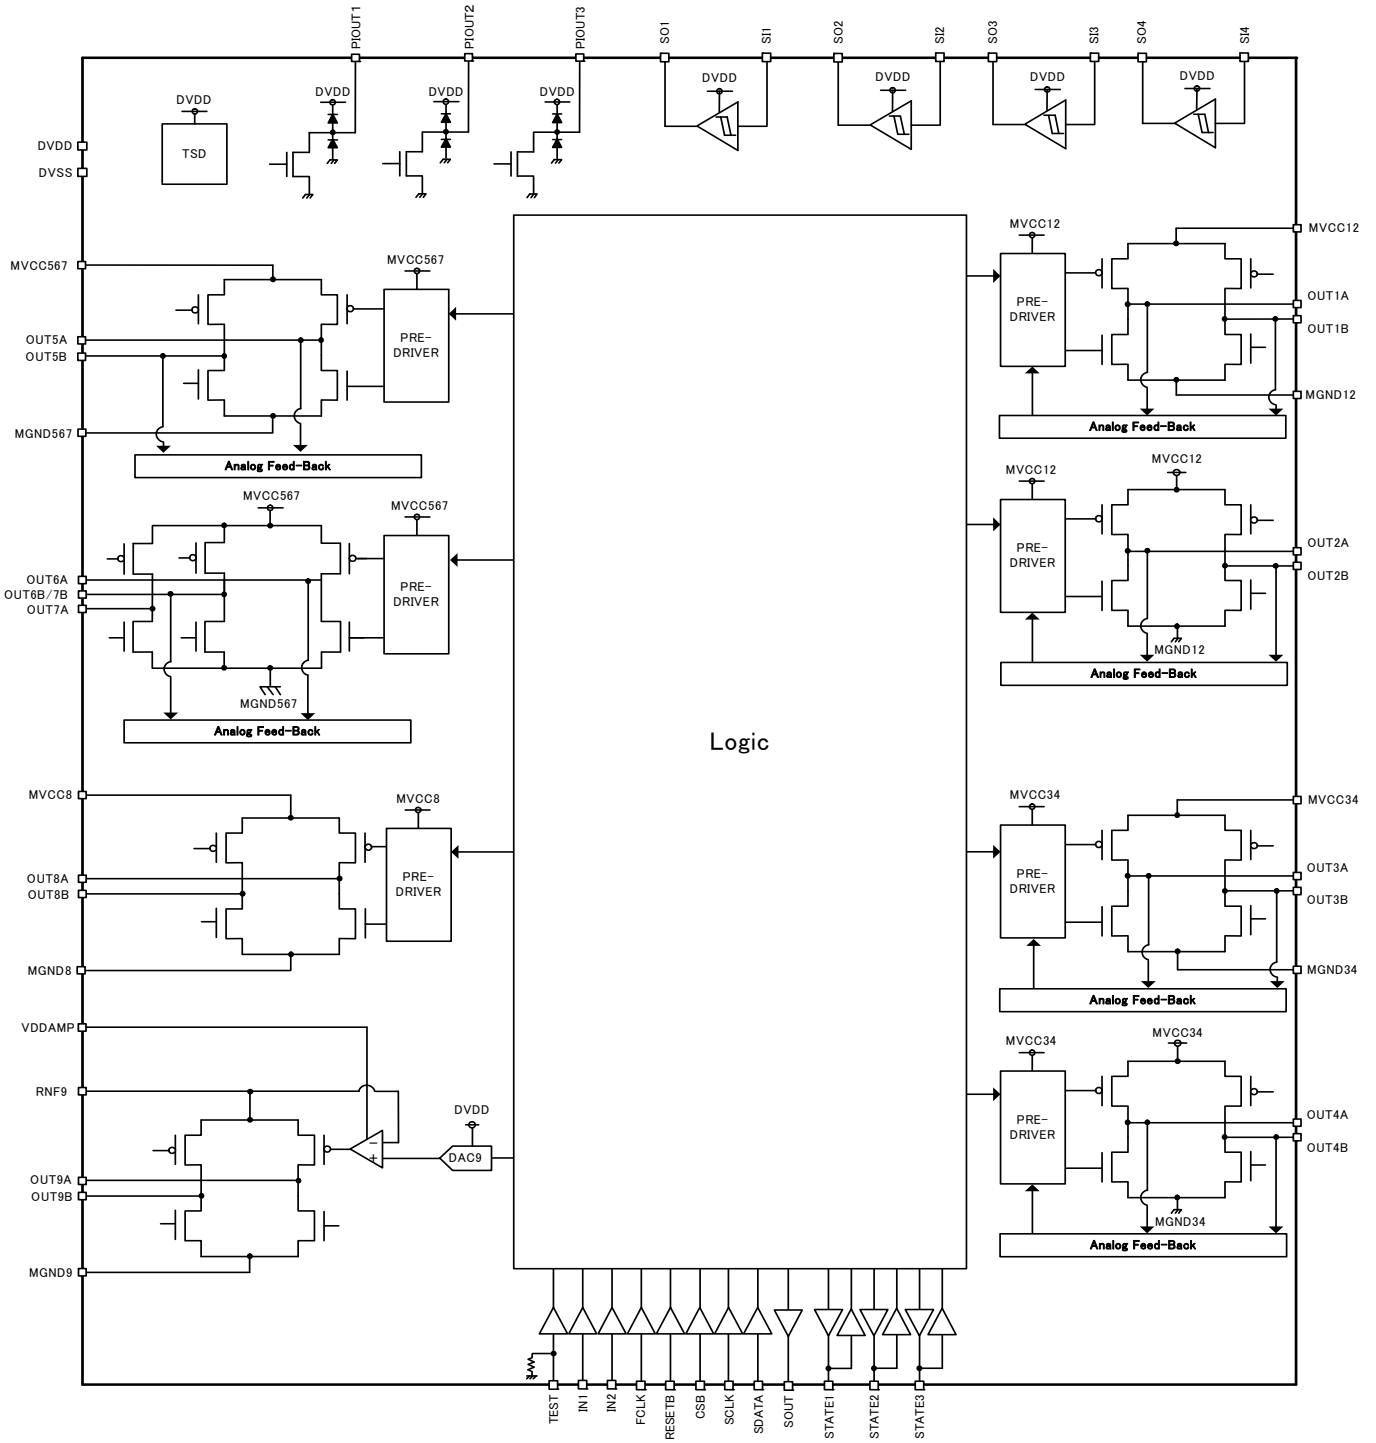 PIOUT1
PIOUT2
PIOUT3
SO1
SI1
SO2
SI2
SO3
SI3
SO4
SI4
DVDD
DVDD
DVDD
DVDD
DVDD
DVDD
DVDD
DVDD
DVDD
DVSS
TSD
MVCC567
OUT5A
OUT5B
MGND567
MVCC567
PRE-
DRIVER
Analog Feed-Back
MVCC567
MVCC567
OUT6A
OUT6B/7B
OUT7A
PRE-
DRIVER
MGND567
Analog Feed-Back
MVCC8
OUT8A
OUT8B
MGND8
MVCC8
PRE-
DRIVER
VDDAMP
RNF9
OUT9A
OUT9B
MGND9
−
+
DVDD
DAC9
Logic
MVCC12
PRE-
DRIVER
MVCC12
OUT1A
OUT1B
MGND12
Analog Feed-Back
MVCC12
MVCC12
PRE-
DRIVER
OUT2A
OUT2B
MGND12
Analog Feed-Back
MVCC34
PRE-
DRIVER
MVCC34
OUT3A
OUT3B
MGND34
Analog Feed-Back
MVCC34
MVCC34
PRE-
DRIVER
OUT4A
OUT4B
MGND34
Analog Feed-Back
TEST
IN1
IN2
FCLK
RESETB
CSB
SCLK
SDATA
SOUT
STATE1
STATE2
STATE3